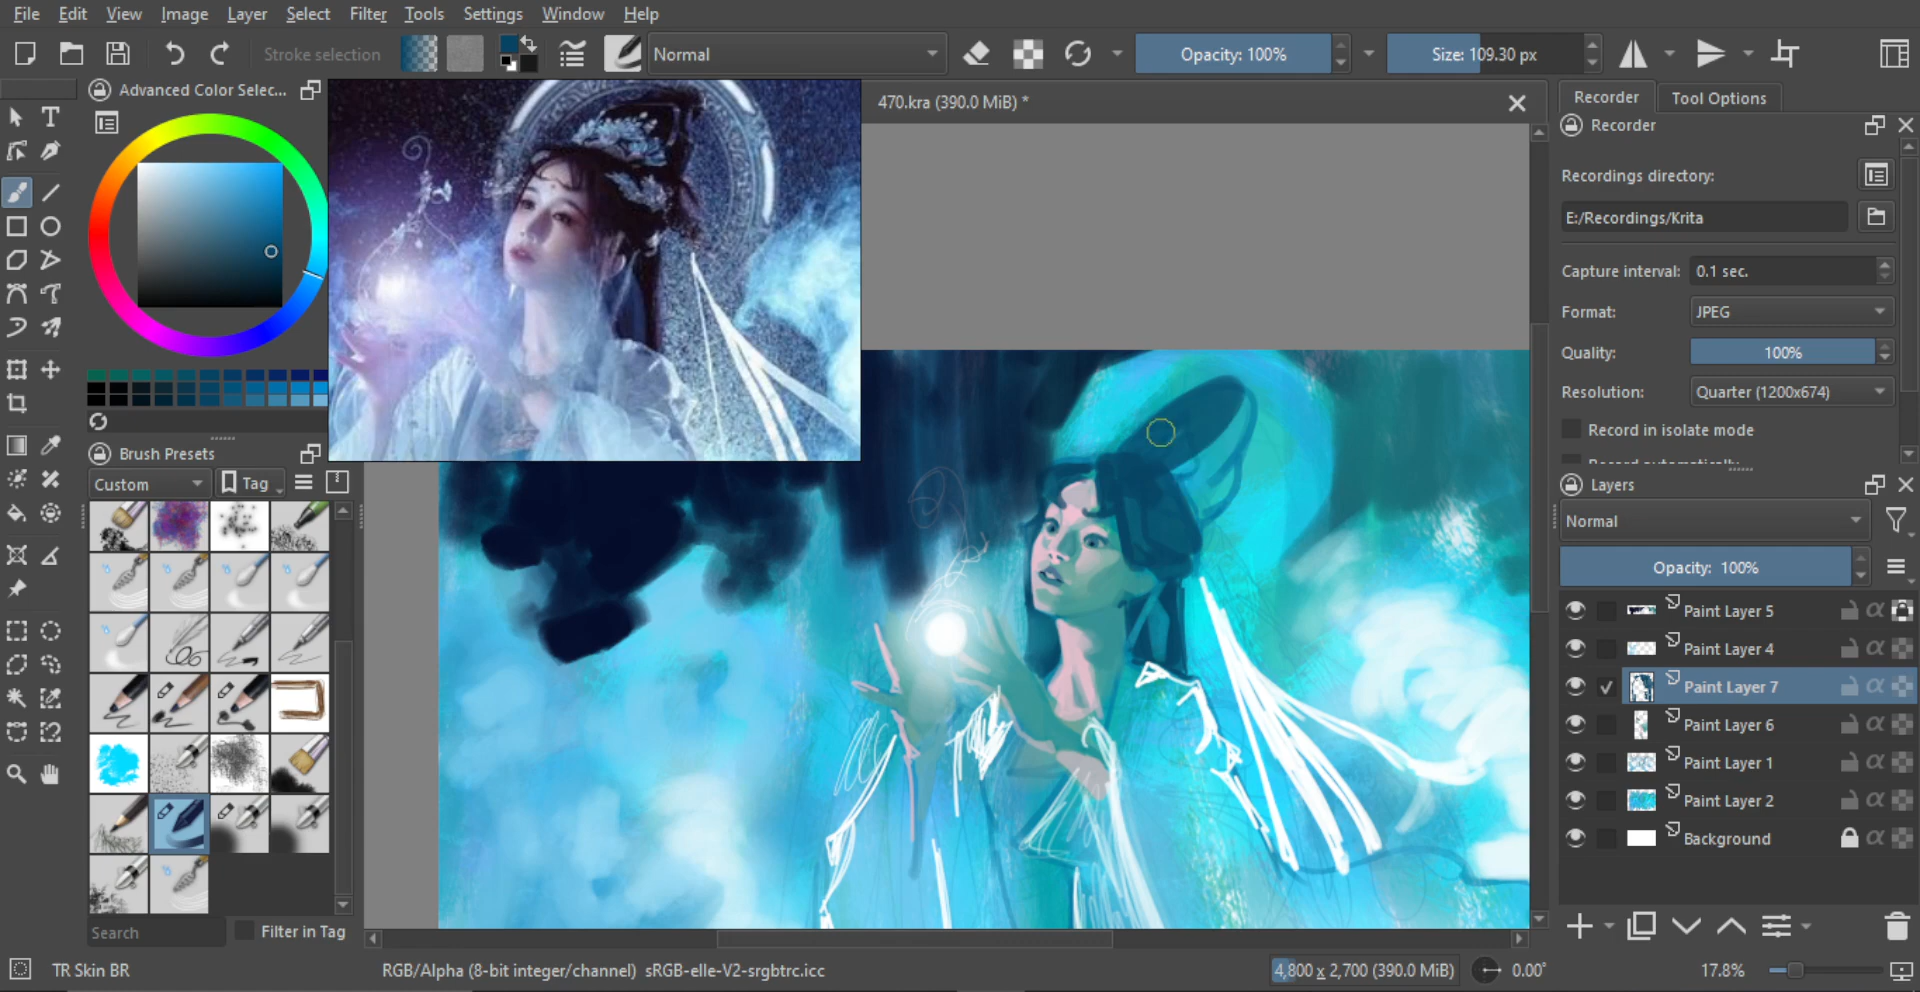 File Edit View Image Layer Select Filter Tools Settings Window Help
Stroke selection
Normal
Opacity: 100%
Size: 109.30 px
Advanced Color Selec...
470.kra (390.0 MiB) *
Recorder
Tool Options
Recorder
Recordings directory:
E:/Recordings/Krita
Capture interval:
0.1 sec.
Format:
JPEG
Quality:
100%
Resolution:
Quarter (1200x674)
Record in isolate mode
Record automatically
Brush Presets
Custom
Tag
Search
Filter in Tag
Layers
Normal
Opacity: 100%
Paint Layer 5
Paint Layer 4
Paint Layer 7
Paint Layer 6
Paint Layer 1
Paint Layer 2
Background
TR Skin BR
RGB/Alpha (8-bit integer/channel) sRGB-elle-V2-srgbtrc.icc
4,800 x 2,700 (390.0 MiB)
0.00°
17.8%